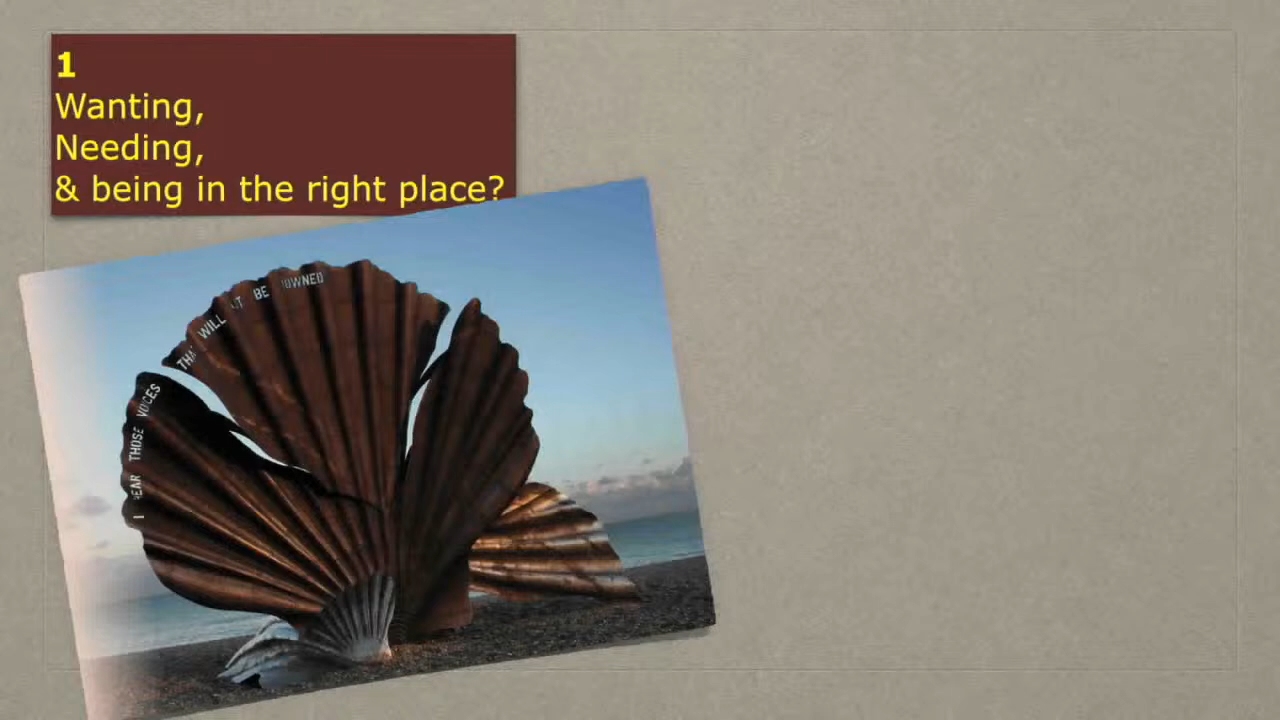 1
Wanting,
Needing,
& being in the right place?
I HEAR THOSE VOICES THAT WILL NOT BE DROWNED